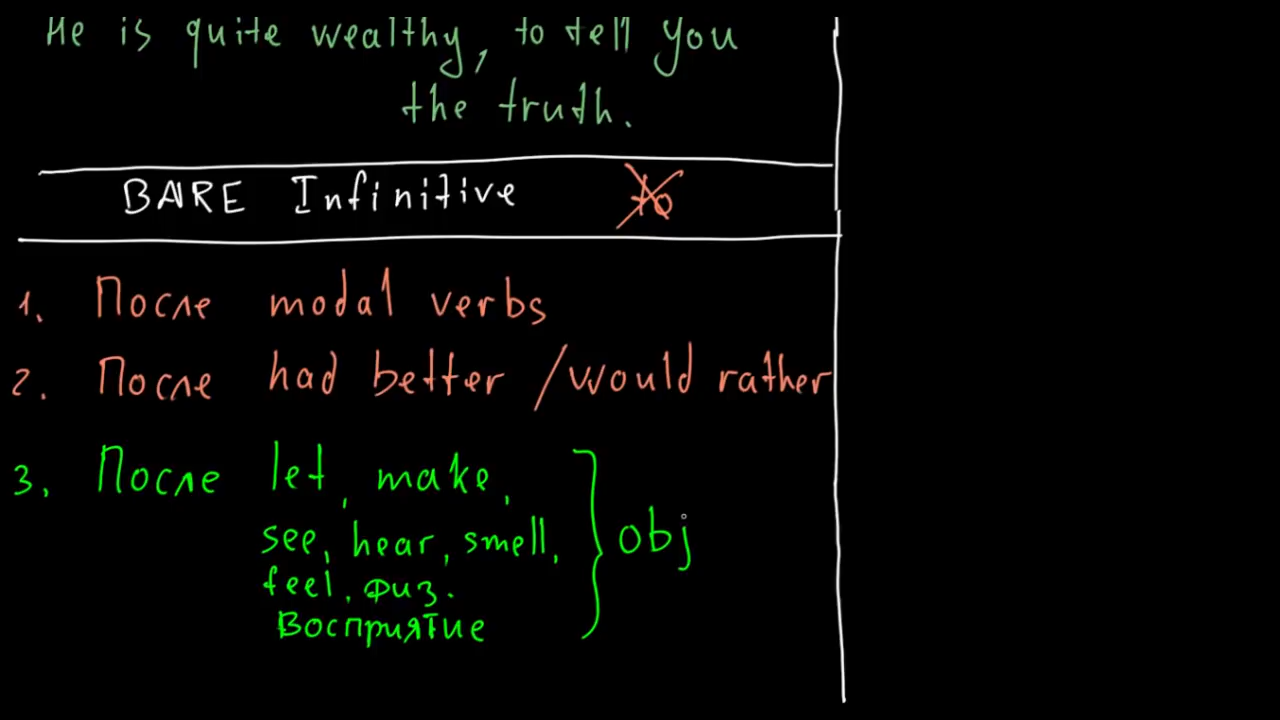 He is quite wealthy, to tell you
the truth.
BARE Infinitive to
1. После modal verbs
2. После had better / would rather
3. После let, make,
see, hear, smell, } obj
feel, физ.
Восприятие